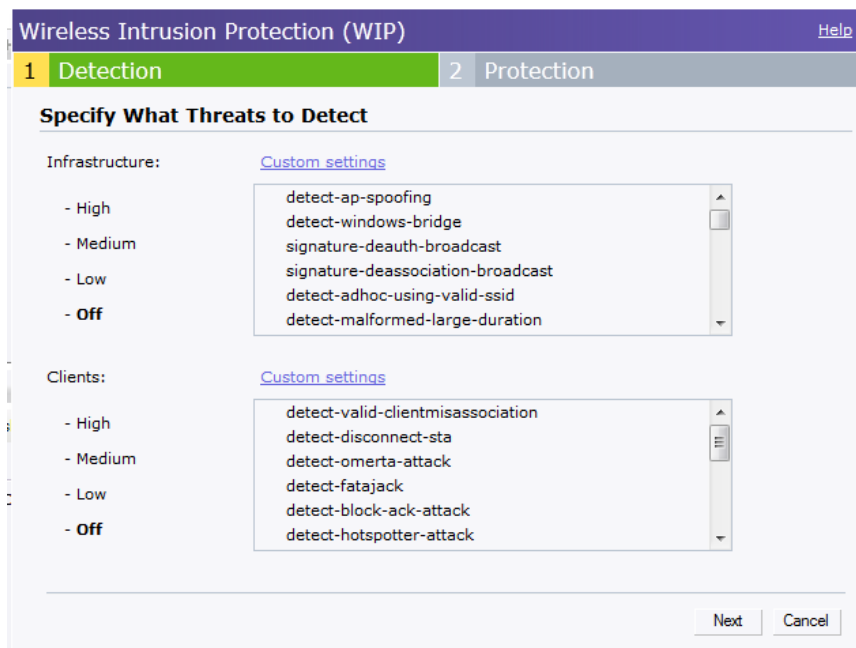 Wireless Intrusion Protection (WIP)
Help
1 Detection
2 Protection
Specify What Threats to Detect
Infrastructure:
Custom settings
- High
- Medium
- Low
- Off
detect-ap-spoofing
detect-windows-bridge
signature-deauth-broadcast
signature-deassociation-broadcast
detect-adhoc-using-valid-ssid
detect-malformed-large-duration
Clients:
Custom settings
- High
- Medium
- Low
- Off
detect-valid-clientmisassociation
detect-disconnect-sta
detect-omerta-attack
detect-fatajack
detect-block-ack-attack
detect-hotspotter-attack
Next
Cancel